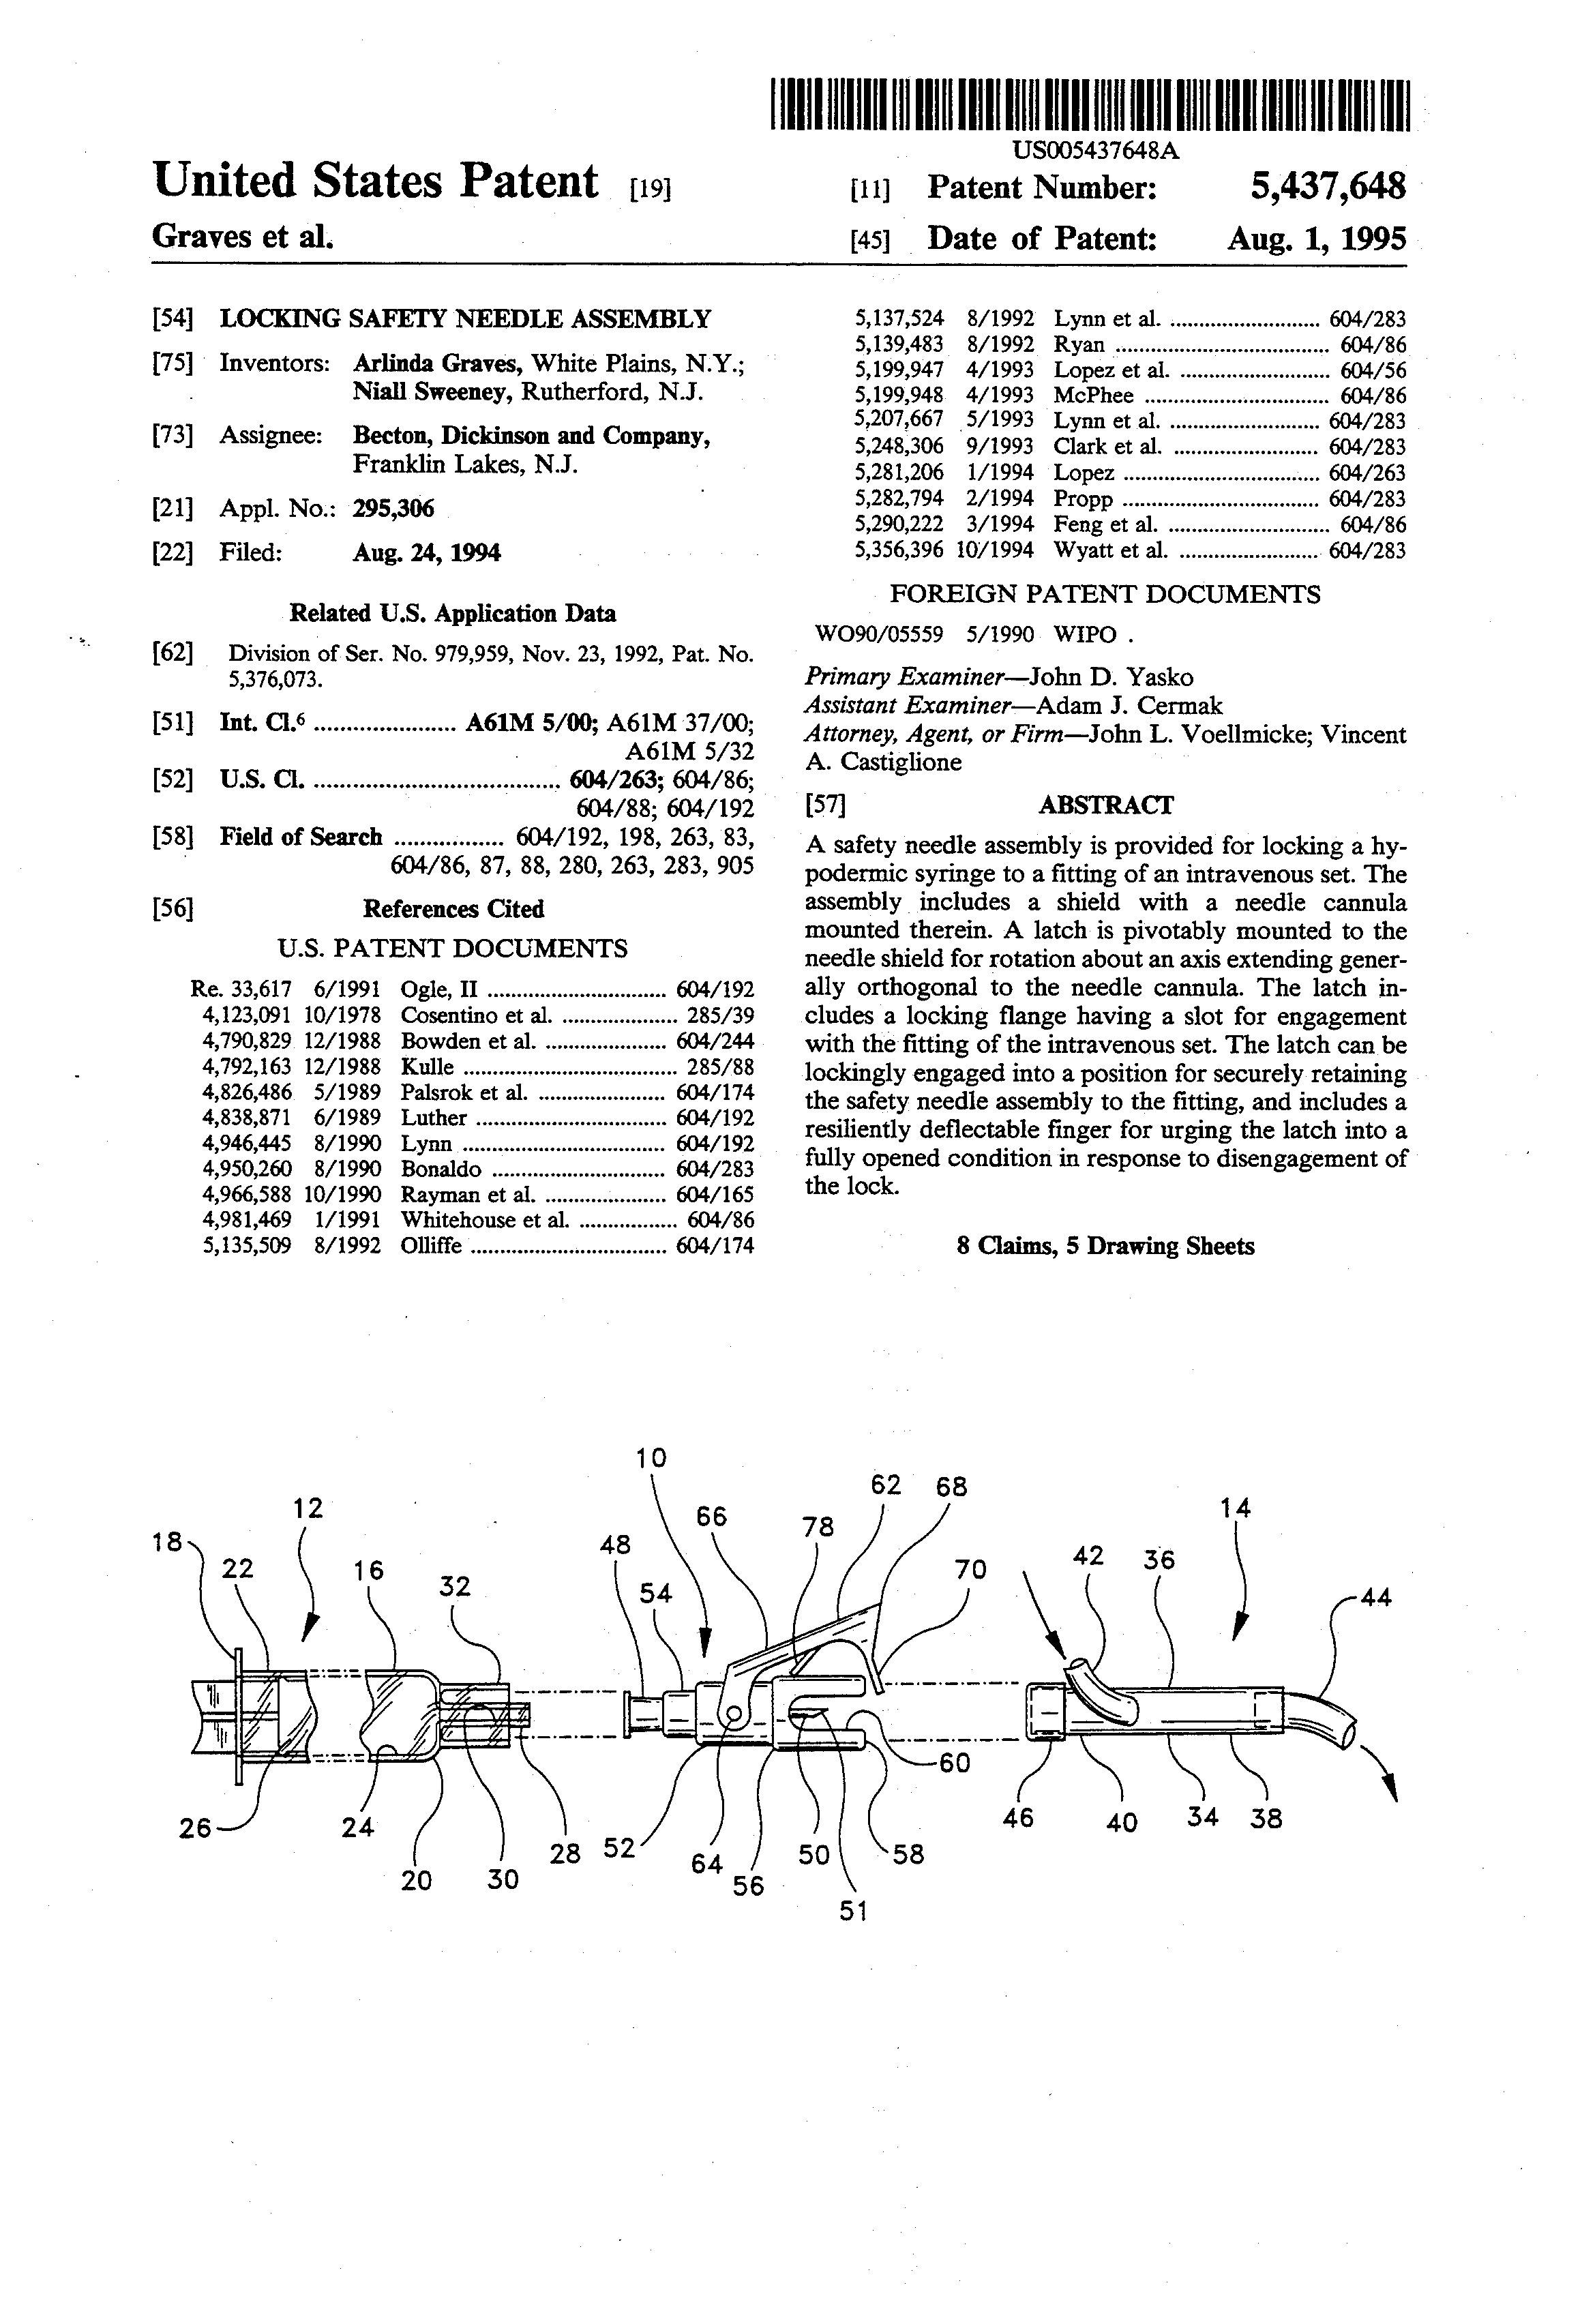 US005437648A
United States Patent [19]
Graves et al.
[11] Patent Number: 5,437,648
[45] Date of Patent: Aug. 1, 1995
[54] LOCKING SAFETY NEEDLE ASSEMBLY
[75] Inventors: Arlinda Graves, White Plains, N.Y.;
Niall Sweeney, Rutherford, N.J.
[73] Assignee: Becton, Dickinson and Company,
Franklin Lakes, N.J.
[21] Appl. No.: 295,306
[22] Filed: Aug. 24, 1994
Related U.S. Application Data
[62] Division of Ser. No. 979,959, Nov. 23, 1992, Pat. No.
5,376,073.
[51] Int. Cl.⁶ ..................... A61M 5/00; A61M 37/00;
A61M 5/32
[52] U.S. Cl. .................................... 604/263; 604/86;
604/88; 604/192
[58] Field of Search ................ 604/192, 198, 263, 83,
604/86, 87, 88, 280, 263, 283, 905
[56] References Cited
U.S. PATENT DOCUMENTS
Re. 33,617 6/1991 Ogle, II .............................. 604/192
4,123,091 10/1978 Cosentino et al. .................... 285/39
4,790,829 12/1988 Bowden et al. ..................... 604/244
4,792,163 12/1988 Kulle .................................... 285/88
4,826,486 5/1989 Palsrok et al. ...................... 604/174
4,838,871 6/1989 Luther ................................ 604/192
4,946,445 8/1990 Lynn .................................. 604/192
4,950,260 8/1990 Bonaldo ............................. 604/283
4,966,588 10/1990 Rayman et al. ..................... 604/165
4,981,469 1/1991 Whitehouse et al. ................. 604/86
5,135,509 8/1992 Olliffe ................................. 604/174
5,137,524 8/1992 Lynn et al. .......................... 604/283
5,139,483 8/1992 Ryan .................................... 604/86
5,199,947 4/1993 Lopez et al. ......................... 604/56
5,199,948 4/1993 McPhee ............................... 604/86
5,207,667 5/1993 Lynn et al. .......................... 604/283
5,248,306 9/1993 Clark et al. ......................... 604/283
5,281,206 1/1994 Lopez ................................. 604/263
5,282,794 2/1994 Propp ................................. 604/283
5,290,222 3/1994 Feng et al. ........................... 604/86
5,356,396 10/1994 Wyatt et al. ........................ 604/283
FOREIGN PATENT DOCUMENTS
WO90/05559 5/1990 WIPO .
Primary Examiner—John D. Yasko
Assistant Examiner—Adam J. Cermak
Attorney, Agent, or Firm—John L. Voellmicke; Vincent
A. Castiglione
[57] ABSTRACT
A safety needle assembly is provided for locking a hy-
podermic syringe to a fitting of an intravenous set. The
assembly includes a shield with a needle cannula
mounted therein. A latch is pivotably mounted to the
needle shield for rotation about an axis extending gener-
ally orthogonal to the needle cannula. The latch in-
cludes a locking flange having a slot for engagement
with the fitting of the intravenous set. The latch can be
lockingly engaged into a position for securely retaining
the safety needle assembly to the fitting, and includes a
resiliently deflectable finger for urging the latch into a
fully opened condition in response to disengagement of
the lock.
8 Claims, 5 Drawing Sheets
10
62 68
12 66 78 14
18 22 16 32 48 54 70 42 36 44
60
26 24 20 30 28 52 64 56 50 51 58 46 40 34 38